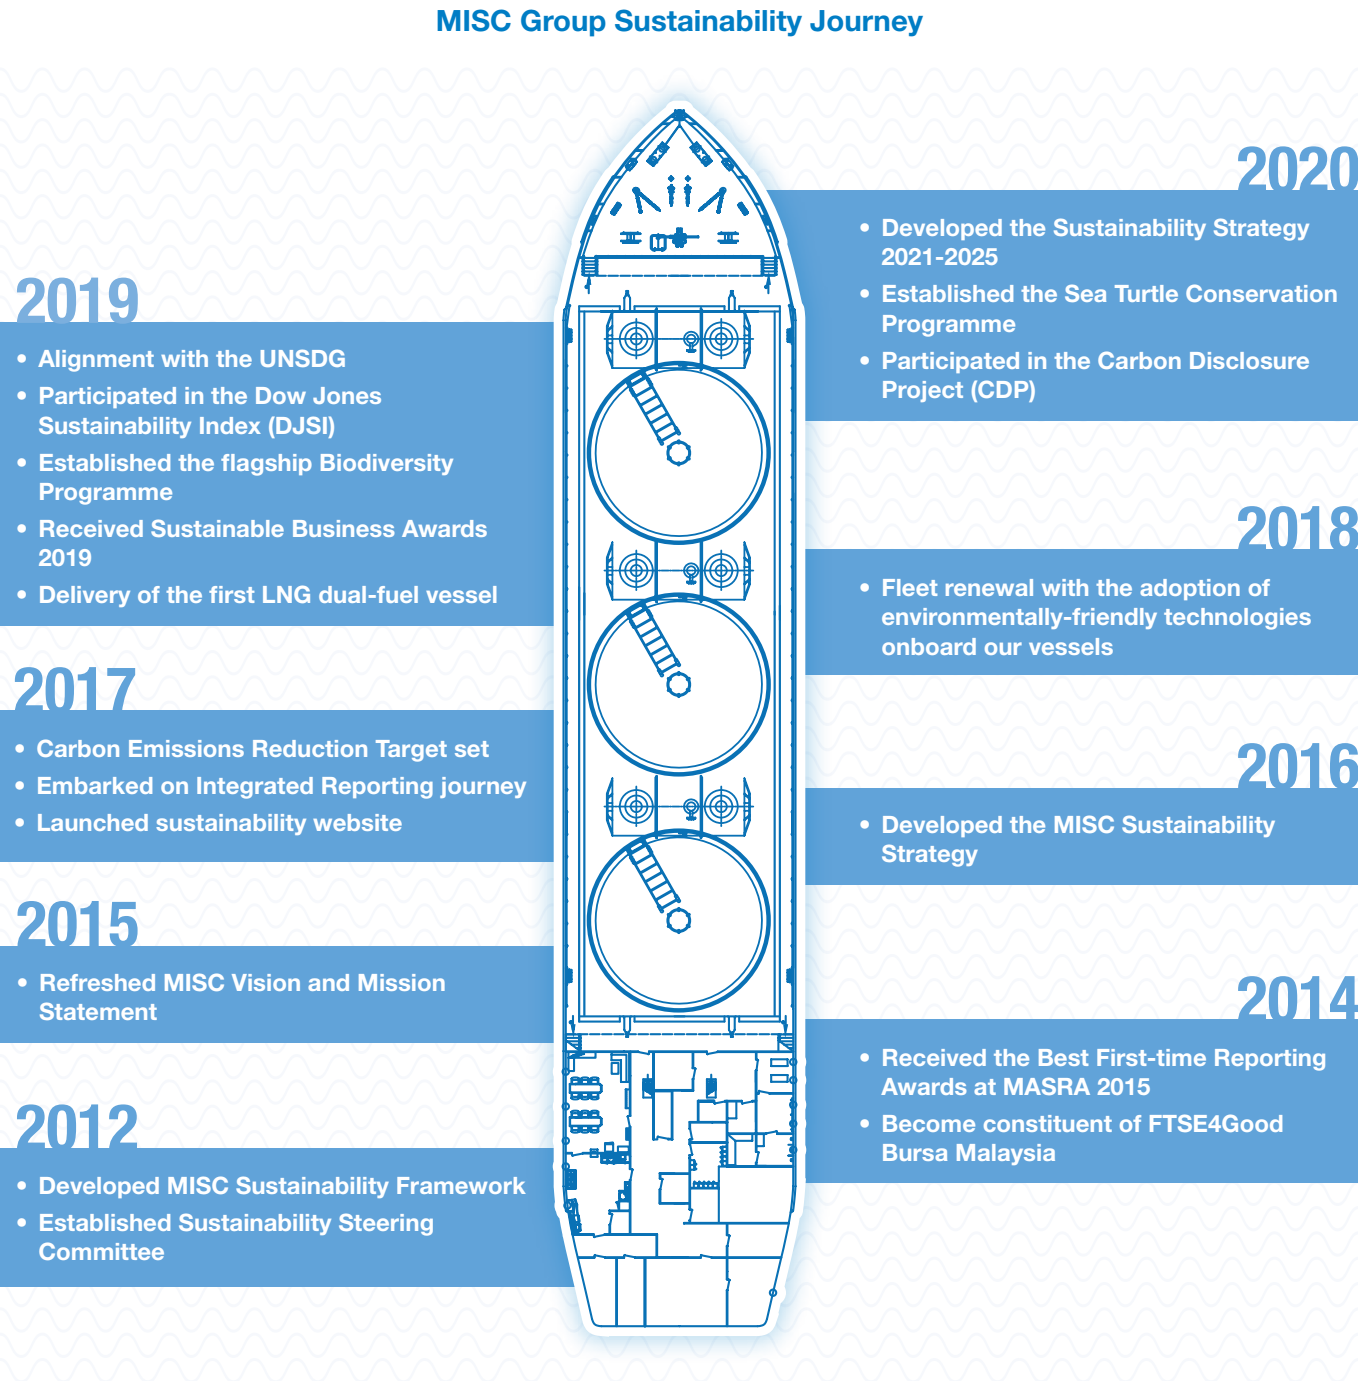 MISC Group Sustainability Journey
2020
• Developed the Sustainability Strategy
2021-2025
• Established the Sea Turtle Conservation
Programme
• Participated in the Carbon Disclosure
Project (CDP)
2019
• Alignment with the UNSDG
• Participated in the Dow Jones
Sustainability Index (DJSI)
• Established the flagship Biodiversity
Programme
• Received Sustainable Business Awards
2019
• Delivery of the first LNG dual-fuel vessel
2018
• Fleet renewal with the adoption of
environmentally-friendly technologies
onboard our vessels
2017
• Carbon Emissions Reduction Target set
• Embarked on Integrated Reporting journey
• Launched sustainability website
2016
• Developed the MISC Sustainability
Strategy
2015
• Refreshed MISC Vision and Mission
Statement
2014
• Received the Best First-time Reporting
Awards at MASRA 2015
• Become constituent of FTSE4Good
Bursa Malaysia
2012
• Developed MISC Sustainability Framework
• Established Sustainability Steering
Committee